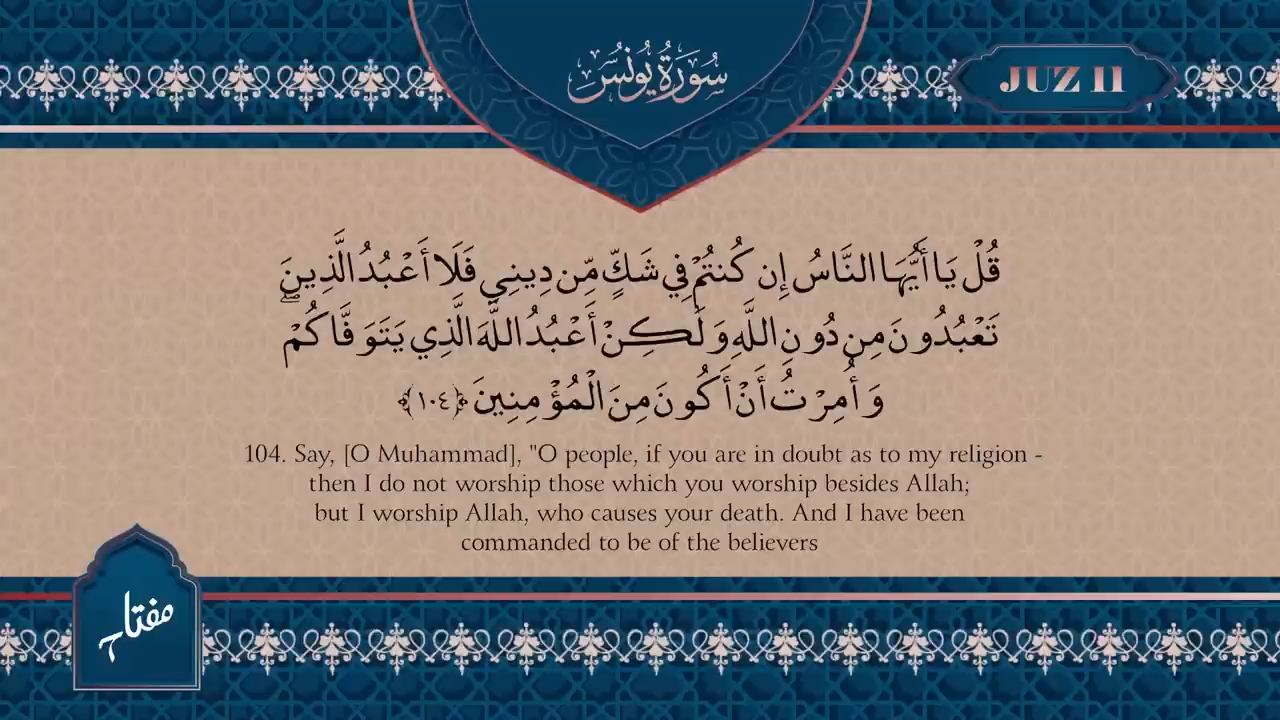 سُورَةُ يُونُسَ
JUZ 11
قُلْ يَا أَيُّهَا النَّاسُ إِن كُنتُمْ فِي شَكٍّ مِّن دِينِي فَلَا أَعْبُدُ الَّذِينَ
تَعْبُدُونَ مِن دُونِ اللَّهِ وَلَٰكِنْ أَعْبُدُ اللَّهَ الَّذِي يَتَوَفَّاكُمْ ۖ
وَأُمِرْتُ أَنْ أَكُونَ مِنَ الْمُؤْمِنِينَ ﴿١٠٤﴾
104. Say, [O Muhammad], "O people, if you are in doubt as to my religion -
then I do not worship those which you worship besides Allah;
but I worship Allah, who causes your death. And I have been
commanded to be of the believers
مفتاح